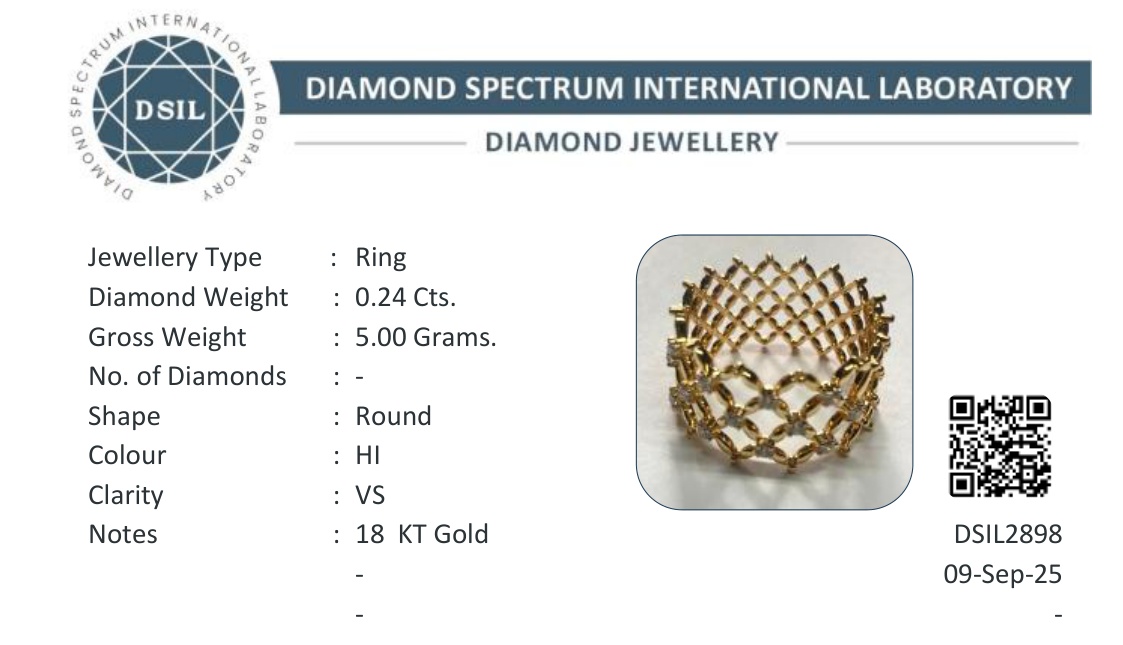 DIAMOND SPECTRUM INTERNATIONAL LABORATORY
DSIL
DIAMOND SPECTRUM INTERNATIONAL LABORATORY
DIAMOND JEWELLERY
Jewellery Type : Ring
Diamond Weight : 0.24 Cts.
Gross Weight : 5.00 Grams.
No. of Diamonds : -
Shape : Round
Colour : HI
Clarity : VS
Notes : 18 KT Gold
-
-
DSIL2898
09-Sep-25
-